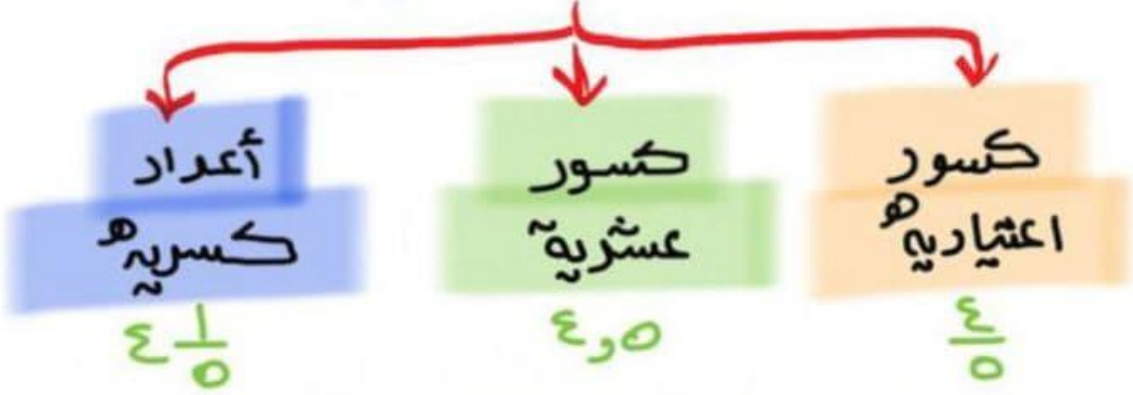 كسور
اعتيادية
٤/٥
كسور
عشرية
٤,٥
أعداد
كسرية
٤ ١/٥